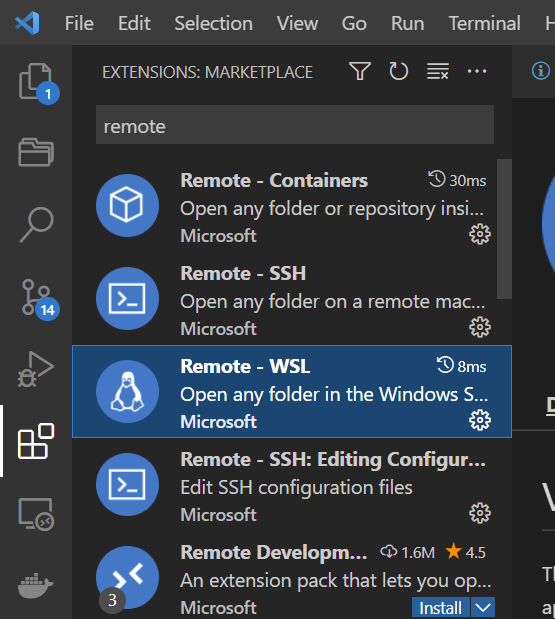 File Edit Selection View Go Run Terminal
EXTENSIONS: MARKETPLACE
1
remote
Remote - Containers 30ms
Open any folder or repository insi...
Microsoft
Remote - SSH
Open any folder on a remote mac...
Microsoft
14
Remote - WSL 8ms
Open any folder in the Windows S...
Microsoft
Remote - SSH: Editing Configur...
Edit SSH configuration files
Microsoft
Remote Developm... 1.6M 4.5
An extension pack that lets you op...
3
Microsoft Install